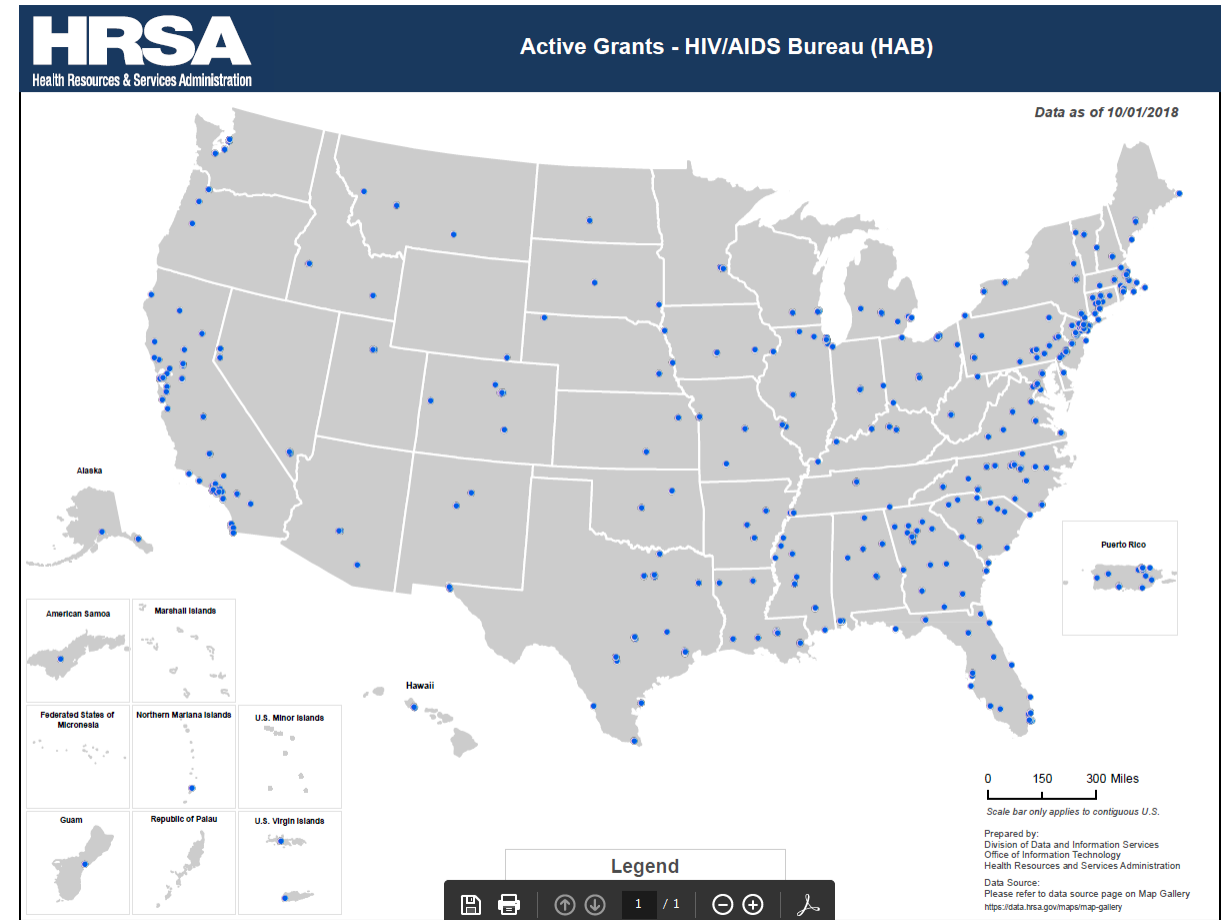 HRSA
Health Resources & Services Administration
Active Grants - HIV/AIDS Bureau (HAB)
Data as of 10/01/2018
Alaska
Puerto Rico
American Samoa
Marshall Islands
Hawaii
Federated States of
Micronesia
Northern Mariana Islands
U.S. Minor Islands
Guam
Republic of Palau
U.S. Virgin Islands
0 150 300 Miles
Scale bar only applies to contiguous U.S.
Prepared by:
Division of Data and Information Services
Office of Information Technology
Health Resources and Services Administration
Data Source:
Please refer to data source page on Map Gallery
https://data.hrsa.gov/maps/map-gallery
Legend
1 / 1